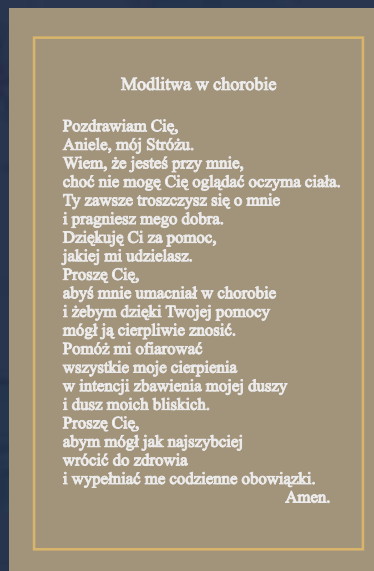 Modlitwa w chorobie
Pozdrawiam Cię,
Aniele, mój Stróżu.
Wiem, że jesteś przy mnie,
choć nie mogę Cię oglądać oczyma ciała.
Ty zawsze troszczysz się o mnie
i pragniesz mego dobra.
Dziękuję Ci za pomoc,
jakiej mi udzielasz.
Proszę Cię,
abyś mnie umacniał w chorobie
i żebym dzięki Twojej pomocy
mógł ją cierpliwie znosić.
Pomóż mi ofiarować
wszystkie moje cierpienia
w intencji zbawienia mojej duszy
i dusz moich bliskich.
Proszę Cię,
abym mógł jak najszybciej
wrócić do zdrowia
i wypełniać me codzienne obowiązki.
Amen.